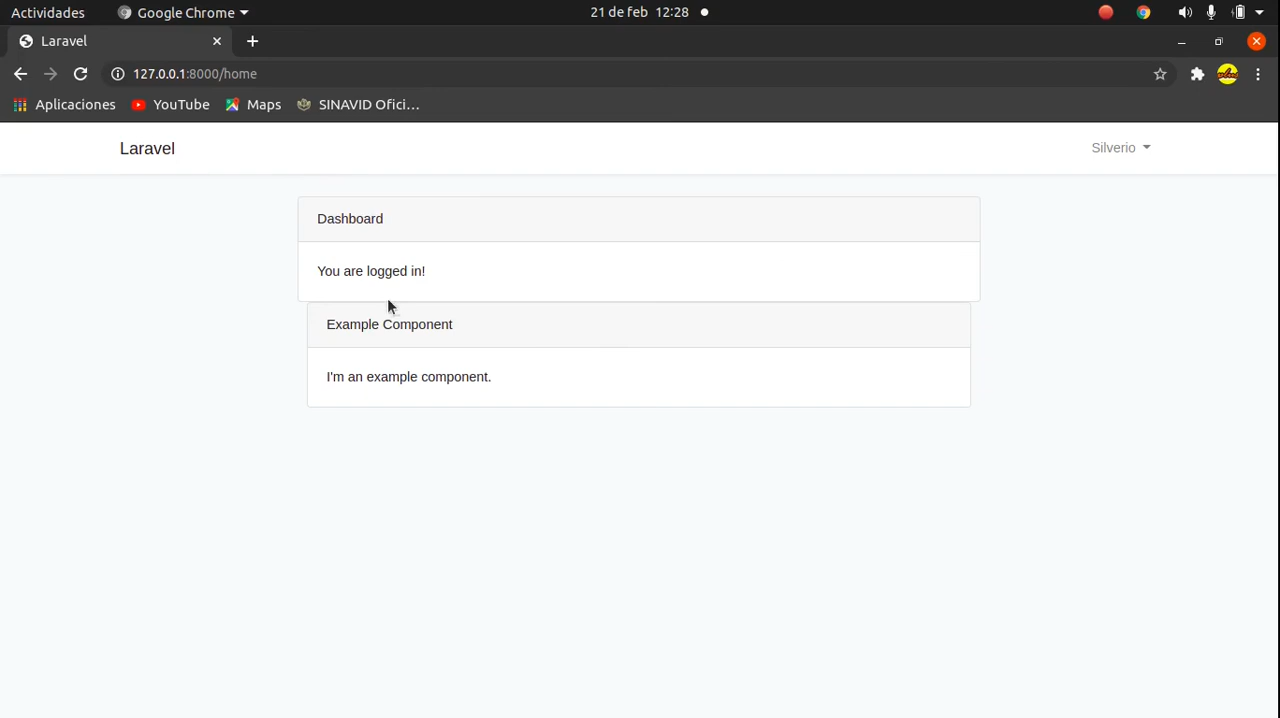 Actividades Google Chrome 21 de feb 12:28
Laravel
127.0.0.1:8000/home
Aplicaciones YouTube Maps SINAVID Ofici…
Laravel Silverio
Dashboard
You are logged in!
Example Component
I'm an example component.